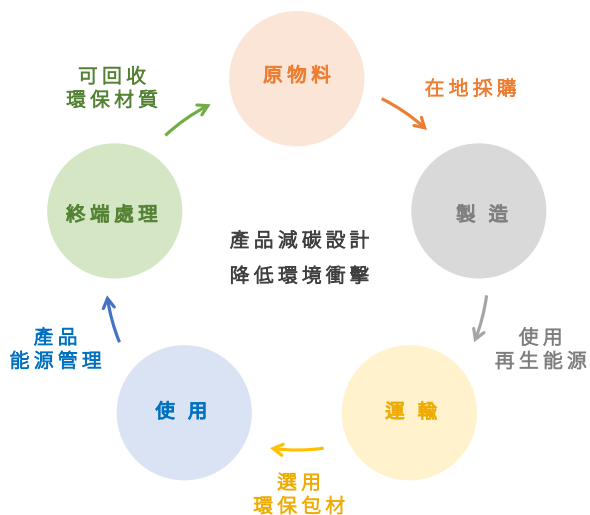 原物料
在地採購
製造
使用
再生能源
運輸
選用
環保包材
使用
產品
能源管理
終端處理
可回收
環保材質
產品減碳設計
降低環境衝擊